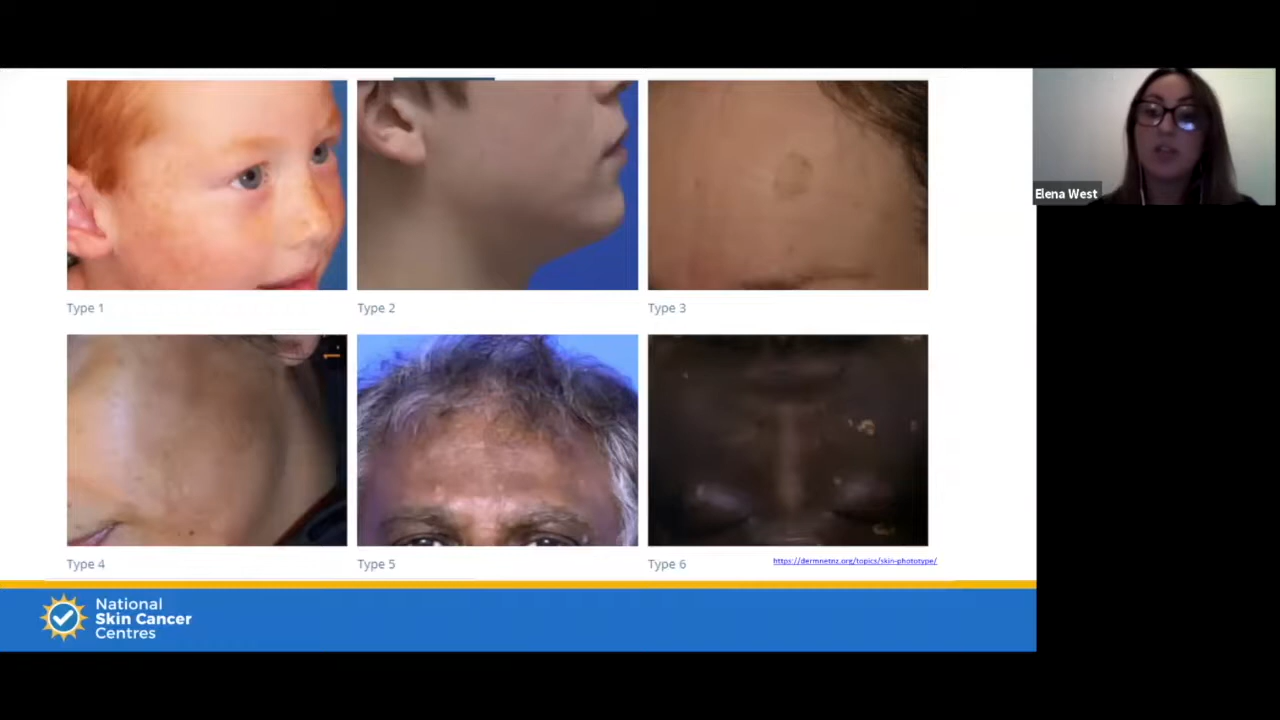 Elena West
Type 1
Type 2
Type 3
Type 4
Type 5
Type 6
https://dermnetnz.org/topics/skin-phototype/
National
Skin Cancer
Centres